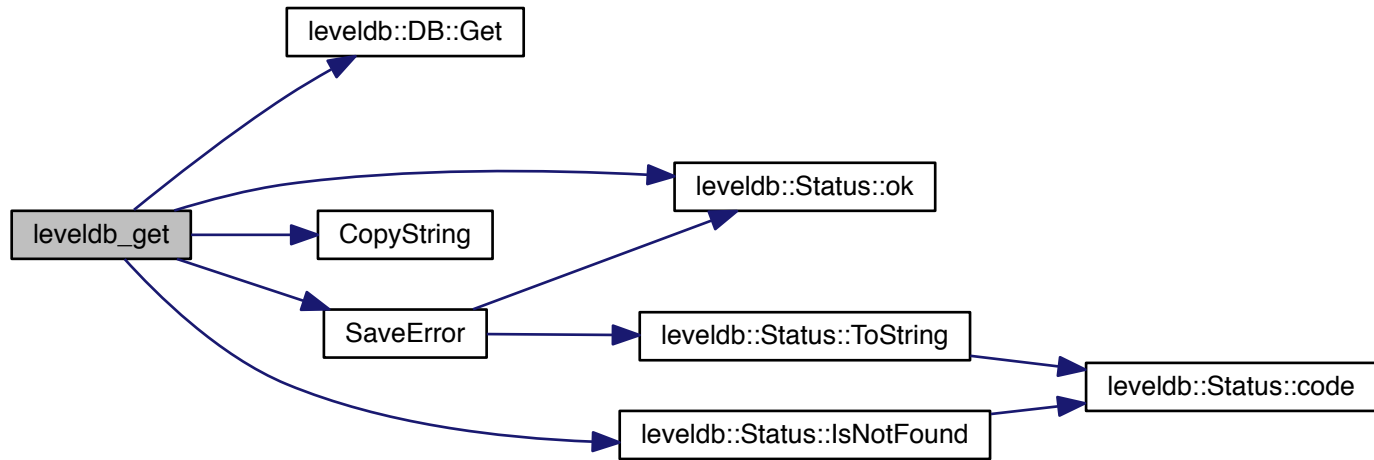 leveldb::DB::Get
leveldb::Status::ok
leveldb_get
CopyString
SaveError
leveldb::Status::ToString
leveldb::Status::code
leveldb::Status::IsNotFound